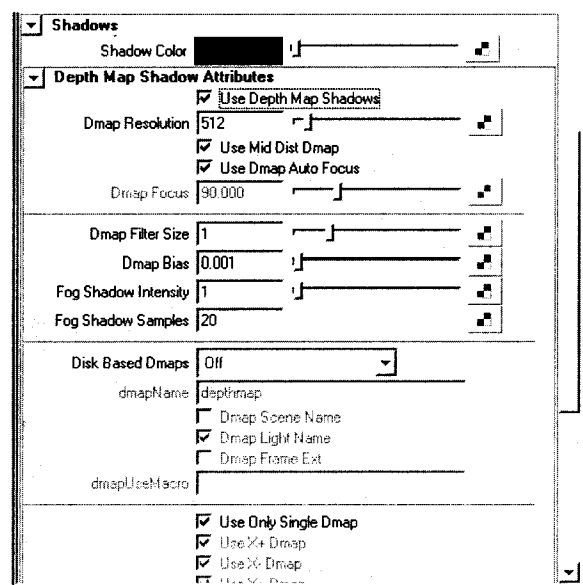 Shadows
Shadow Color
Depth Map Shadow Attributes
Use Depth Map Shadows
Dmap Resolution 512
Use Mid Dist Dmap
Use Dmap Auto Focus
Dmap Focus 90.000
Dmap Filter Size 1
Dmap Bias 0.001
Fog Shadow Intensity 1
Fog Shadow Samples 20
Disk Based Dmaps Off
dmapName depthmap
Dmap Scene Name
Dmap Light Name
Dmap Frame Ext
dmapUseMacro
Use Only Single Dmap
Use X+ Dmap
Use X- Dmap